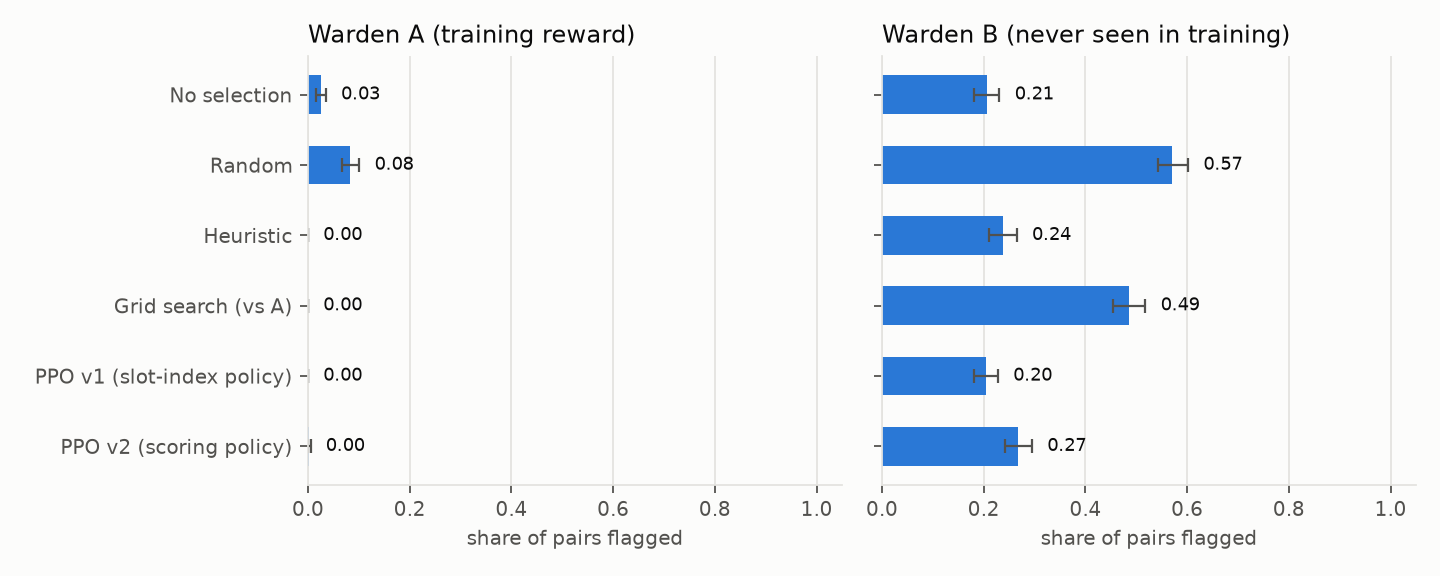 Warden A (training reward)
No selection
0.03
Random
0.08
Heuristic
0.00
Grid search (vs A)
0.00
PPO v1 (slot-index policy)
0.00
PPO v2 (scoring policy)
0.00
0.0 0.2 0.4 0.6 0.8 1.0
share of pairs flagged
Warden B (never seen in training)
0.21
0.57
0.24
0.49
0.20
0.27
0.0 0.2 0.4 0.6 0.8 1.0
share of pairs flagged